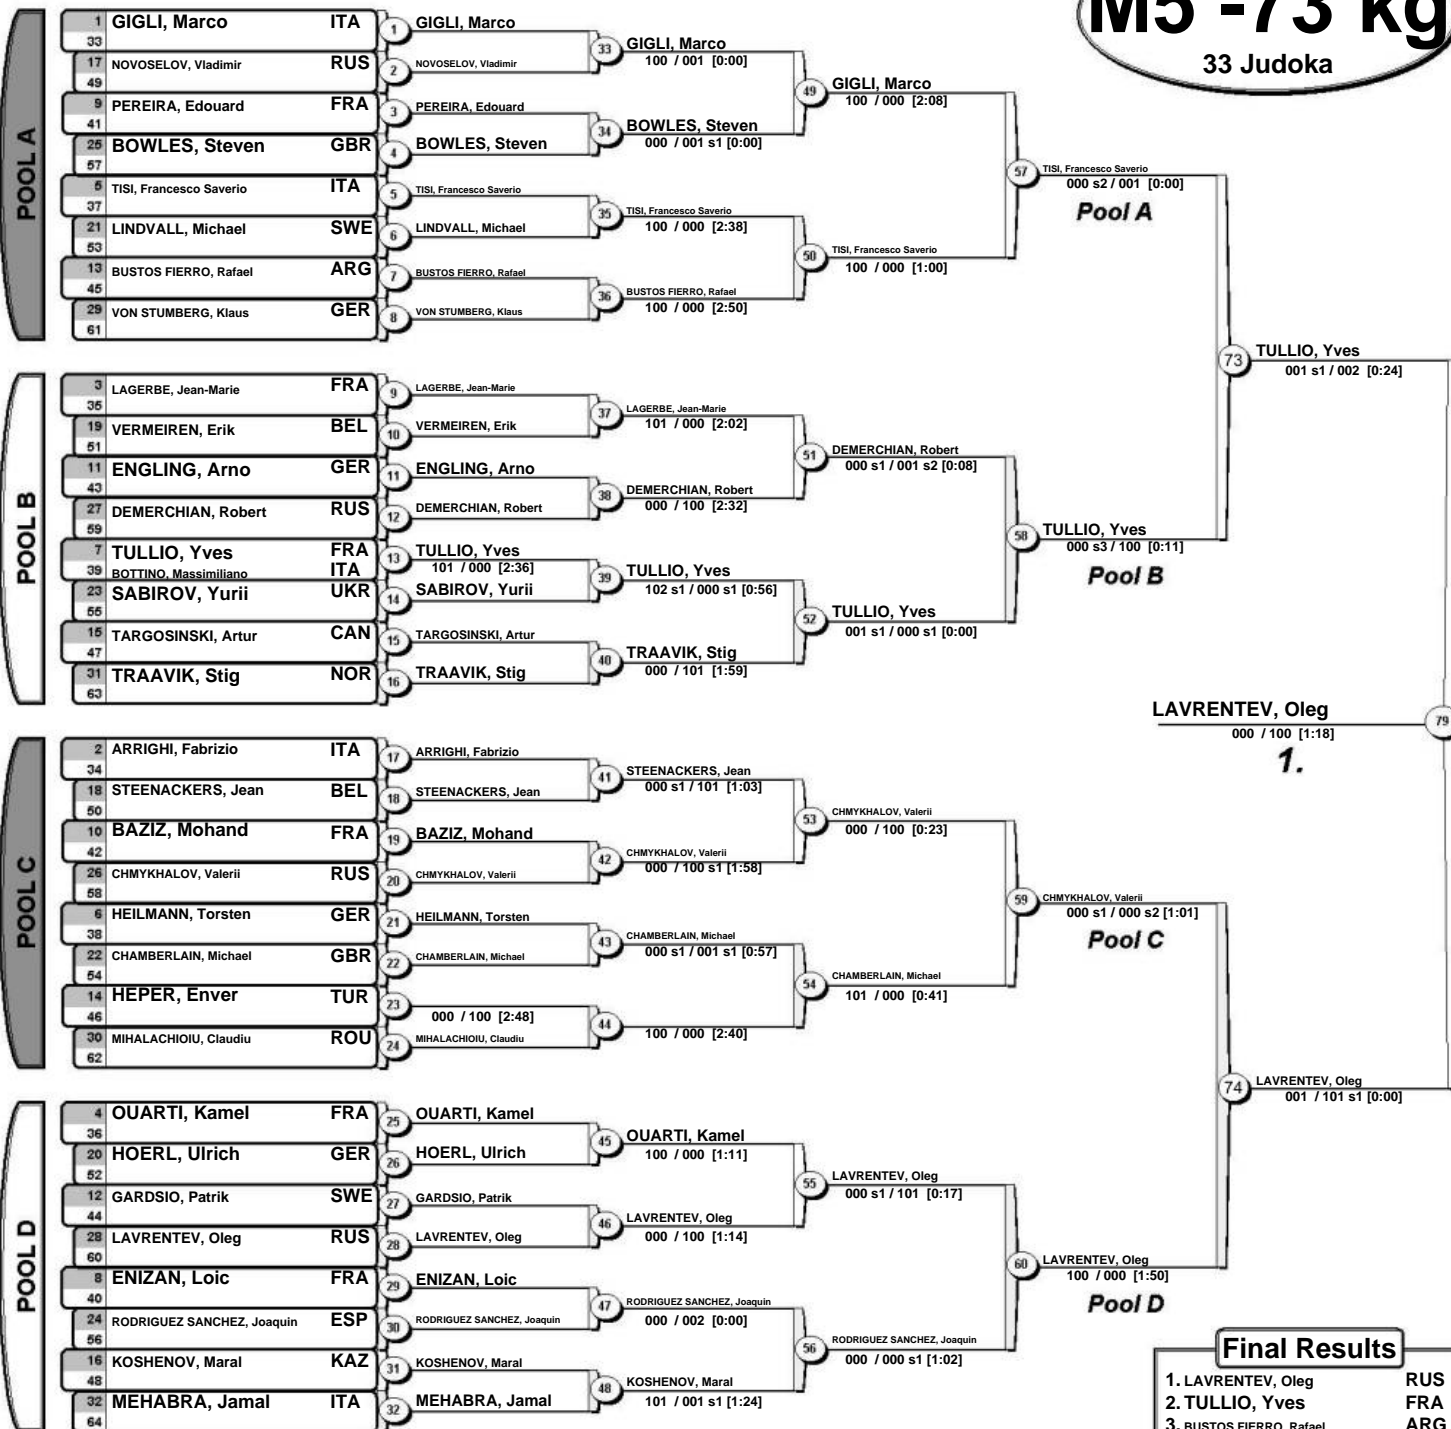 M5 -73 kg
33 Judoka
POOL A
1 GIGLI, Marco ITA
33
17 NOVOSELOV, Vladimir RUS
49
9 PEREIRA, Edouard FRA
41
25 BOWLES, Steven GBR
57
5 TISI, Francesco Saverio ITA
37
21 LINDVALL, Michael SWE
53
13 BUSTOS FIERRO, Rafael ARG
45
29 VON STUMBERG, Klaus GER
61
1 GIGLI, Marco
2 NOVOSELOV, Vladimir
3 PEREIRA, Edouard
4 BOWLES, Steven
5 TISI, Francesco Saverio
6 LINDVALL, Michael
7 BUSTOS FIERRO, Rafael
8 VON STUMBERG, Klaus
33 GIGLI, Marco
100 / 001 [0:00]
34 BOWLES, Steven
000 / 001 s1 [0:00]
35 TISI, Francesco Saverio
100 / 000 [2:38]
36 BUSTOS FIERRO, Rafael
100 / 000 [2:50]
49 GIGLI, Marco
100 / 000 [2:08]
50 TISI, Francesco Saverio
100 / 000 [1:00]
57 TISI, Francesco Saverio
000 s2 / 001 [0:00]
Pool A
POOL B
3 LAGERBE, Jean-Marie FRA
35
19 VERMEIREN, Erik BEL
51
11 ENGLING, Arno GER
43
27 DEMERCHIAN, Robert RUS
59
7 TULLIO, Yves FRA
39 BOTTINO, Massimiliano ITA
23 SABIROV, Yurii UKR
55
15 TARGOSINSKI, Artur CAN
47
31 TRAAVIK, Stig NOR
63
9 LAGERBE, Jean-Marie
10 VERMEIREN, Erik
11 ENGLING, Arno
12 DEMERCHIAN, Robert
13 TULLIO, Yves
101 / 000 [2:36]
14 SABIROV, Yurii
15 TARGOSINSKI, Artur
16 TRAAVIK, Stig
37 LAGERBE, Jean-Marie
101 / 000 [2:02]
38 DEMERCHIAN, Robert
000 / 100 [2:32]
39 TULLIO, Yves
102 s1 / 000 s1 [0:56]
40 TRAAVIK, Stig
000 / 101 [1:59]
51 DEMERCHIAN, Robert
000 s1 / 001 s2 [0:08]
52 TULLIO, Yves
001 s1 / 000 s1 [0:00]
58 TULLIO, Yves
000 s3 / 100 [0:11]
Pool B
73 TULLIO, Yves
001 s1 / 002 [0:24]
LAVRENTEV, Oleg 79
000 / 100 [1:18]
1.
POOL C
2 ARRIGHI, Fabrizio ITA
34
18 STEENACKERS, Jean BEL
50
10 BAZIZ, Mohand FRA
42
26 CHMYKHALOV, Valerii RUS
58
6 HEILMANN, Torsten GER
38
22 CHAMBERLAIN, Michael GBR
54
14 HEPER, Enver TUR
46
30 MIHALACHIOIU, Claudiu ROU
62
17 ARRIGHI, Fabrizio
18 STEENACKERS, Jean
19 BAZIZ, Mohand
20 CHMYKHALOV, Valerii
21 HEILMANN, Torsten
22 CHAMBERLAIN, Michael
23
000 / 100 [2:48]
24 MIHALACHIOIU, Claudiu
41 STEENACKERS, Jean
000 s1 / 101 [1:03]
42 CHMYKHALOV, Valerii
000 / 100 s1 [1:58]
43 CHAMBERLAIN, Michael
000 s1 / 001 s1 [0:57]
44
100 / 000 [2:40]
53 CHMYKHALOV, Valerii
000 / 100 [0:23]
54 CHAMBERLAIN, Michael
101 / 000 [0:41]
59 CHMYKHALOV, Valerii
000 s1 / 000 s2 [1:01]
Pool C
74 LAVRENTEV, Oleg
001 / 101 s1 [0:00]
POOL D
4 OUARTI, Kamel FRA
36
20 HOERL, Ulrich GER
52
12 GARDSIO, Patrik SWE
44
28 LAVRENTEV, Oleg RUS
60
8 ENIZAN, Loic FRA
40
24 RODRIGUEZ SANCHEZ, Joaquin ESP
56
16 KOSHENOV, Maral KAZ
48
32 MEHABRA, Jamal ITA
64
25 OUARTI, Kamel
26 HOERL, Ulrich
27 GARDSIO, Patrik
28 LAVRENTEV, Oleg
29 ENIZAN, Loic
30 RODRIGUEZ SANCHEZ, Joaquin
31 KOSHENOV, Maral
32 MEHABRA, Jamal
45 OUARTI, Kamel
100 / 000 [1:11]
46 LAVRENTEV, Oleg
000 / 100 [1:14]
47 RODRIGUEZ SANCHEZ, Joaquin
000 / 002 [0:00]
48 KOSHENOV, Maral
101 / 001 s1 [1:24]
55 LAVRENTEV, Oleg
000 s1 / 101 [0:17]
56 RODRIGUEZ SANCHEZ, Joaquin
000 / 000 s1 [1:02]
60 LAVRENTEV, Oleg
100 / 000 [1:50]
Pool D
Final Results
1. LAVRENTEV, Oleg RUS
2. TULLIO, Yves FRA
3. BUSTOS FIERRO, Rafael ARG